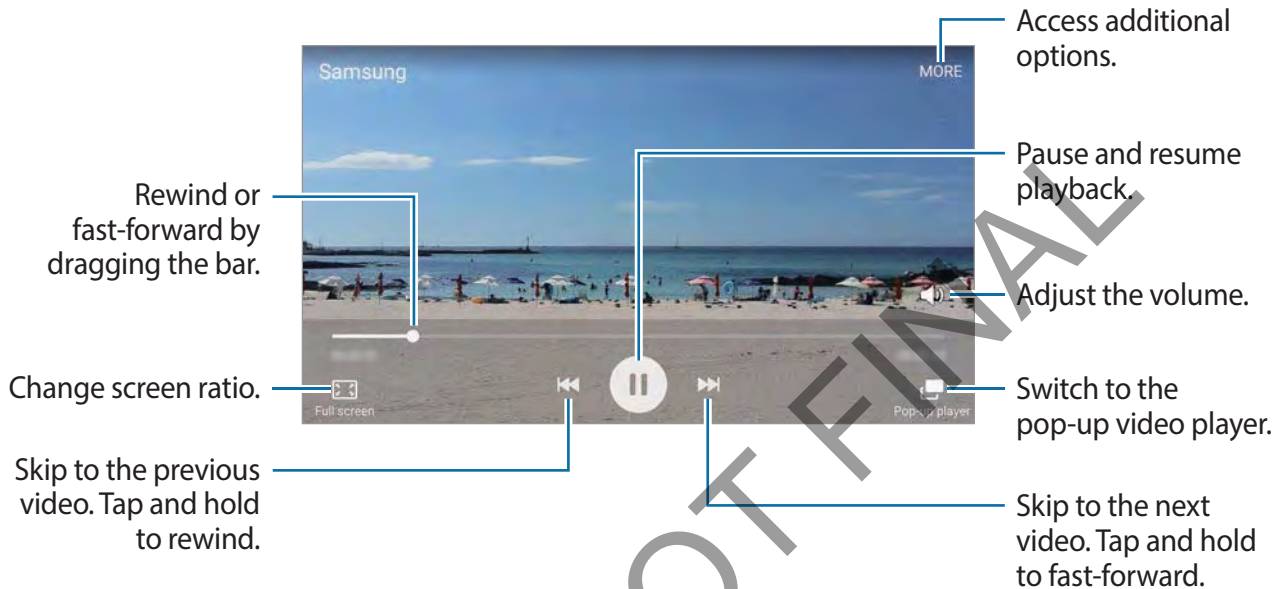 Access additional
options.
Samsung
MORE
Pause and resume
playback.
Rewind or
fast-forward by
dragging the bar.
Adjust the volume.
Change screen ratio.
Full screen
Pop-up player
Switch to the
pop-up video player.
Skip to the previous
video. Tap and hold
to rewind.
Skip to the next
video. Tap and hold
to fast-forward.
OT FINAL